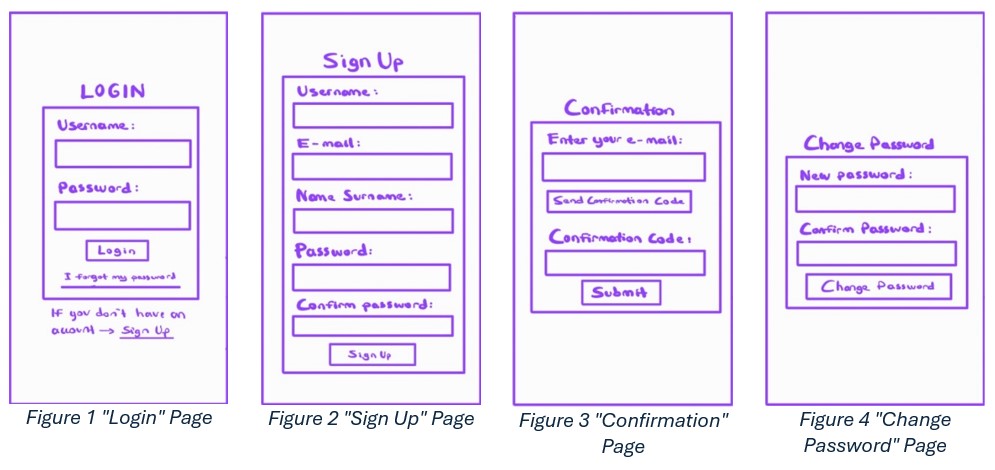 LOGIN
Username:
Password:
Login
I forgot my password
If you don't have an
account → Sign Up
Figure 1 "Login" Page
Sign Up
Username:
E-mail:
Name Surname:
Password:
Confirm password:
Sign Up
Figure 2 "Sign Up" Page
Confirmation
Enter your e-mail:
Send Confirmation Code
Confirmation Code:
Submit
Figure 3 "Confirmation"
Page
Change Password
New password:
Confirm Password:
Change Password
Figure 4 "Change
Password" Page